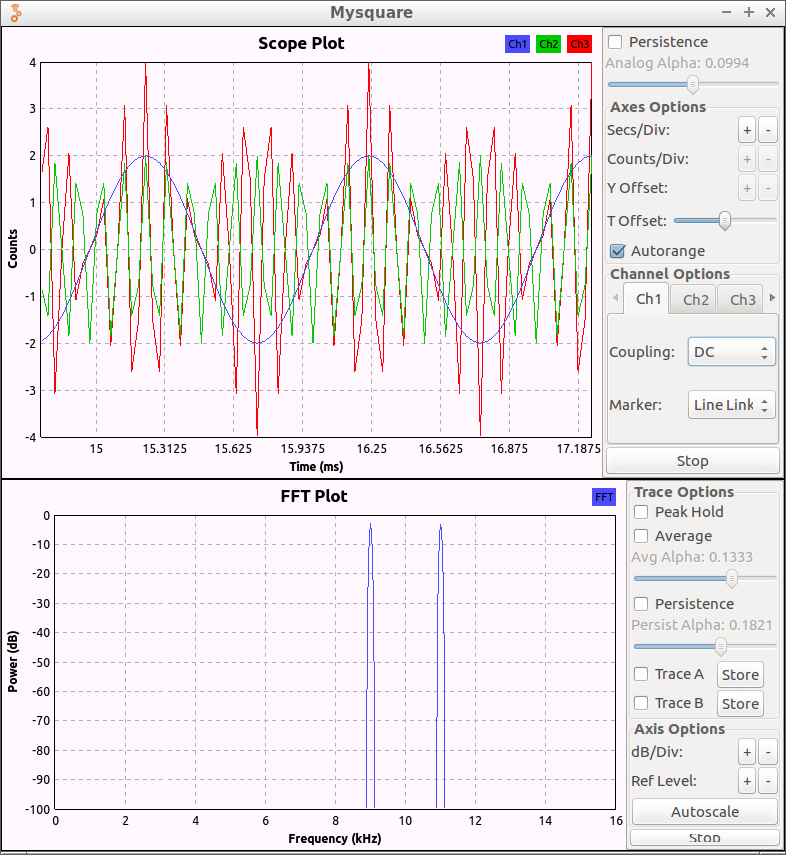 Mysquare
Scope Plot
Ch1 Ch2 Ch3
Counts
4
3
2
1
0
-1
-2
-3
-4
15 15.3125 15.625 15.9375 16.25 16.5625 16.875 17.1875
Time (ms)
Persistence
Analog Alpha: 0.0994
Axes Options
Secs/Div: + -
Counts/Div: + -
Y Offset: + -
T Offset:
Autorange
Channel Options
Ch1 Ch2 Ch3
Coupling: DC
Marker: Line Link
Stop
FFT Plot
FFT
Power (dB)
0
-10
-20
-30
-40
-50
-60
-70
-80
-90
-100
0 2 4 6 8 10 12 14 16
Frequency (kHz)
Trace Options
Peak Hold
Average
Avg Alpha: 0.1333
Persistence
Persist Alpha: 0.1821
Trace A Store
Trace B Store
Axis Options
dB/Div: + -
Ref Level: + -
Autoscale
Stop